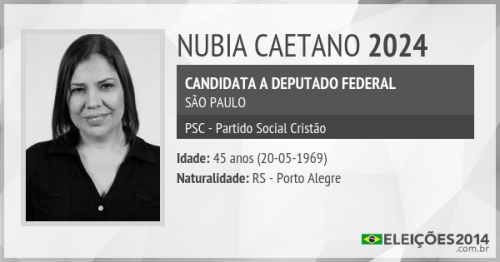 NUBIA CAETANO 2024
CANDIDATA A DEPUTADO FEDERAL
SÃO PAULO
PSC - Partido Social Cristão
Idade: 45 anos (20-05-1969)
Naturalidade: RS - Porto Alegre
ELEIÇÕES2014
.com.br